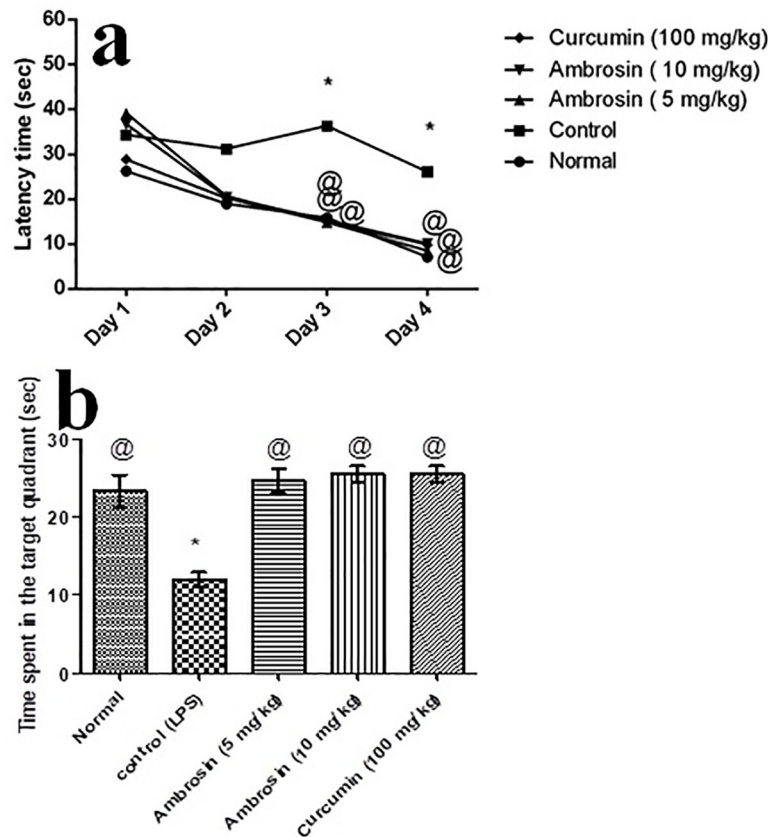 a
60
50
40
30
20
10
0
Latency time (sec)
*
*
@
@
@
@
@
@
Day 1
Day 2
Day 3
Day 4
Curcumin (100 mg/kg)
Ambrosin ( 10 mg/kg)
Ambrosin ( 5 mg/kg)
Control
Normal
b
Time spent in the target quadrant (sec)
30
20
10
0
@
*
@
@
@
Normal
control (LPS)
Ambrosin (5 mg/kg)
Ambrosin (10 mg/kg)
Curcumin (100 mg/kg)